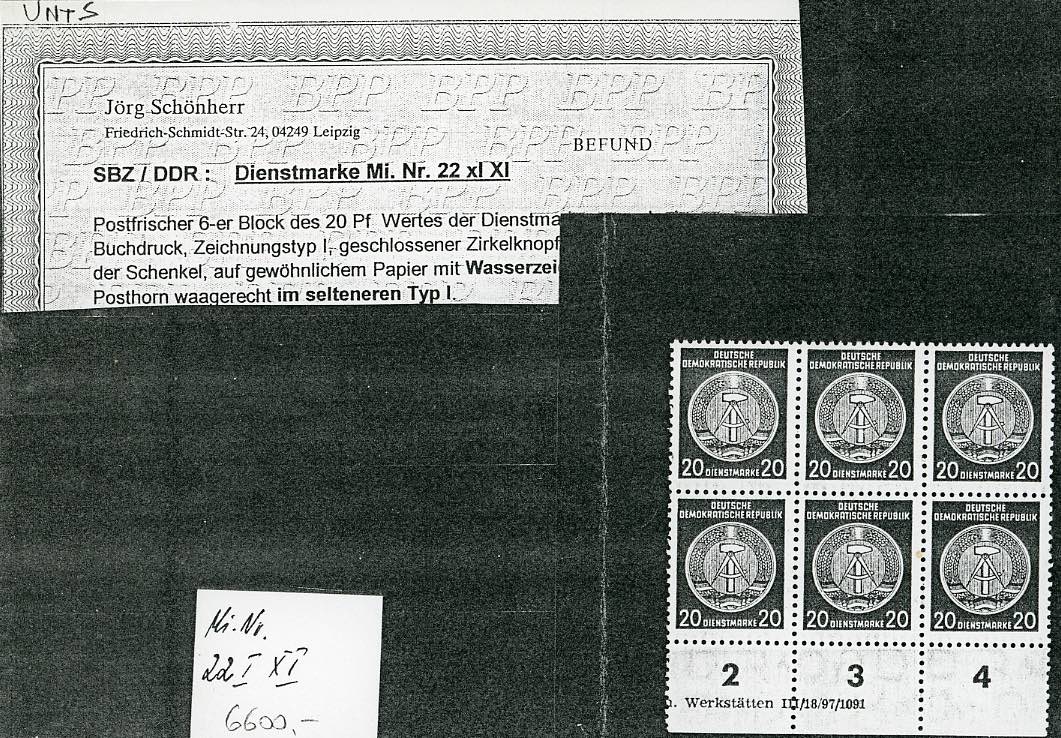 UNTS
Jörg Schönherr
Friedrich-Schmidt-Str. 24, 04249 Leipzig
BEFUND
SBZ / DDR : Dienstmarke Mi. Nr. 22 xI XI
Postfrischer 6-er Block des 20 Pf Wertes der Dienstma
Buchdruck, Zeichnungstyp I, geschlossener Zirkelknopf
der Schenkel, auf gewöhnlichem Papier mit Wasserzei
Posthorn waagerecht im selteneren Typ I.
DEUTSCHE DEUTSCHE DEUTSCHE
DEMOKRATISCHE REPUBLIK DEMOKRATISCHE REPUBLIK DEMOKRATISCHE REPUBLIK
20 DIENSTMARKE 20 20 DIENSTMARKE 20 20 DIENSTMARKE 20
DEUTSCHE DEUTSCHE DEUTSCHE
DEMOKRATISCHE REPUBLIK DEMOKRATISCHE REPUBLIK DEMOKRATISCHE REPUBLIK
20 DIENSTMARKE 20 20 DIENSTMARKE 20 20 DIENSTMARKE 20
2 3 4
. Werkstätten III/18/97/1091
Mi. Nr.
22 I XI
6600,-